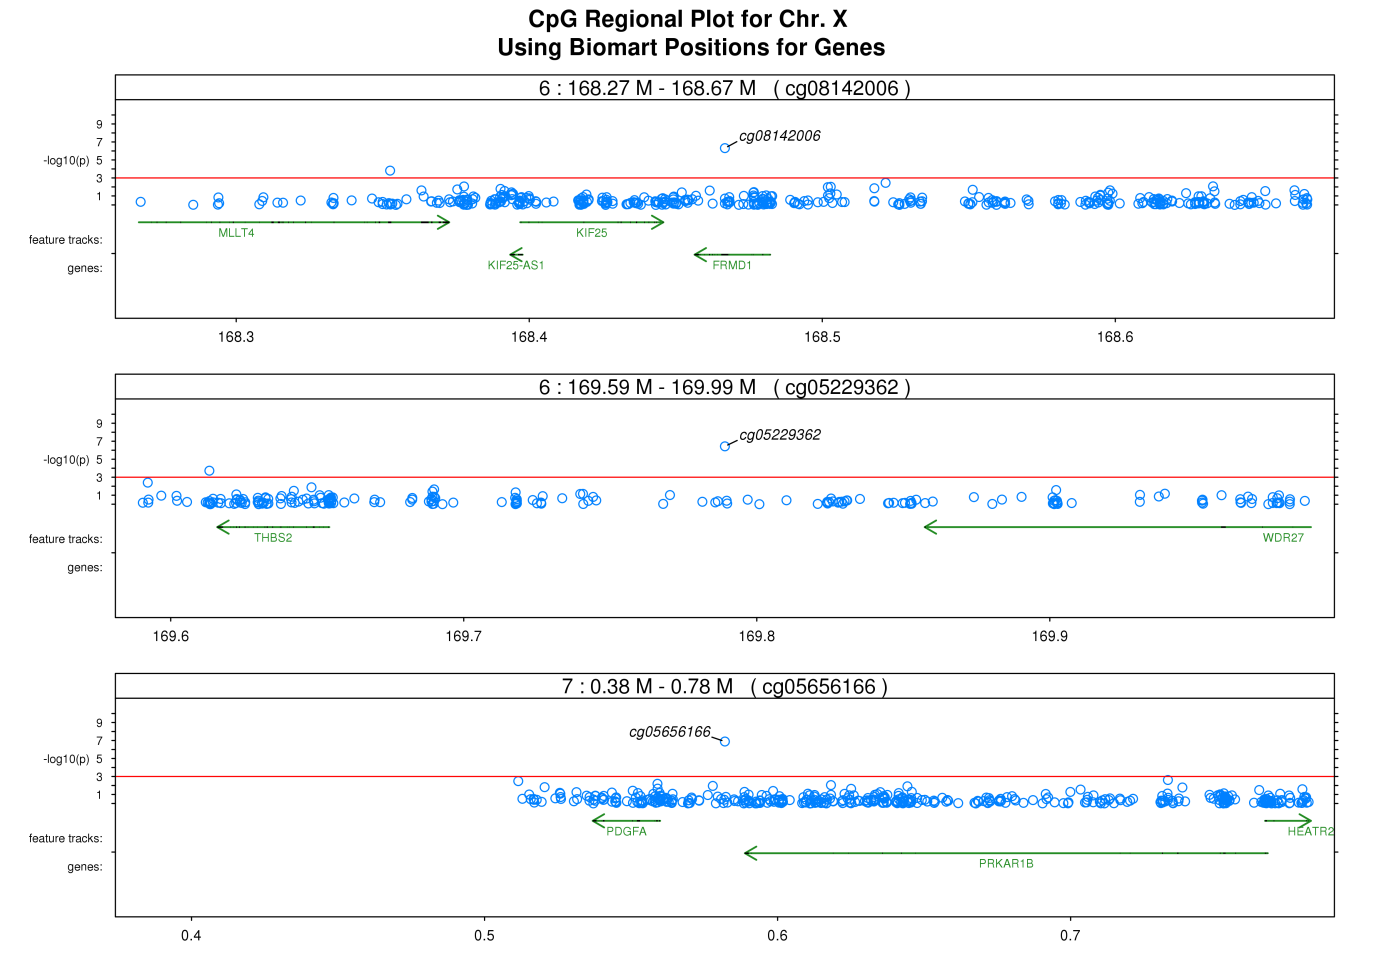 CpG Regional Plot for Chr. X
Using Biomart Positions for Genes
6 : 168.27 M - 168.67 M ( cg08142006 )
9
7
-log10(p) 5
3
1
cg08142006
MLLT4
KIF25
feature tracks:
KIF25-AS1
FRMD1
genes:
168.3 168.4 168.5 168.6
6 : 169.59 M - 169.99 M ( cg05229362 )
9
7
-log10(p) 5
3
1
cg05229362
THBS2
WDR27
feature tracks:
genes:
169.6 169.7 169.8 169.9
7 : 0.38 M - 0.78 M ( cg05656166 )
9
7
-log10(p) 5
3
1
cg05656166
PDGFA
HEATR2
feature tracks:
PRKAR1B
genes:
0.4 0.5 0.6 0.7